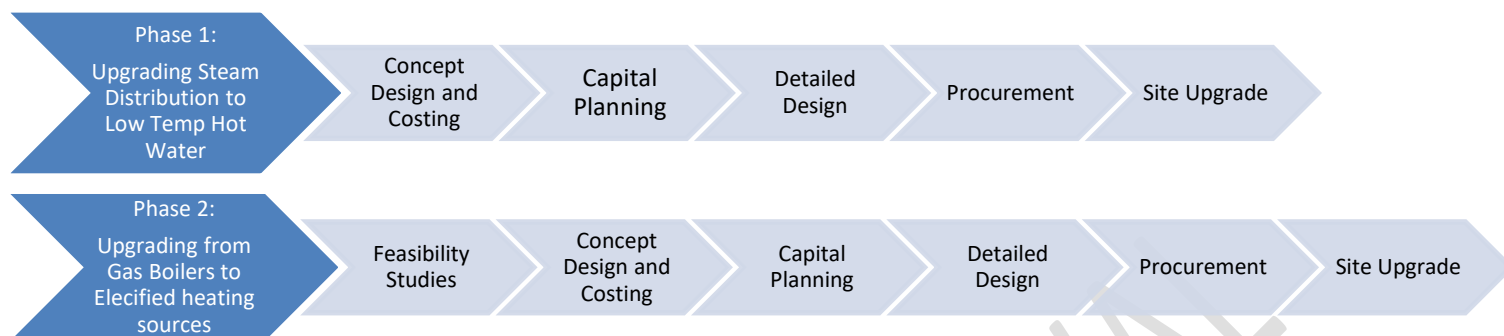 Phase 1:
Upgrading Steam
Distribution to
Low Temp Hot
Water
Concept
Design and
Costing
Capital
Planning
Detailed
Design
Procurement
Site Upgrade
Phase 2:
Upgrading from
Gas Boilers to
Elecified heating
sources
Feasibility
Studies
Concept
Design and
Costing
Capital
Planning
Detailed
Design
Procurement
Site Upgrade